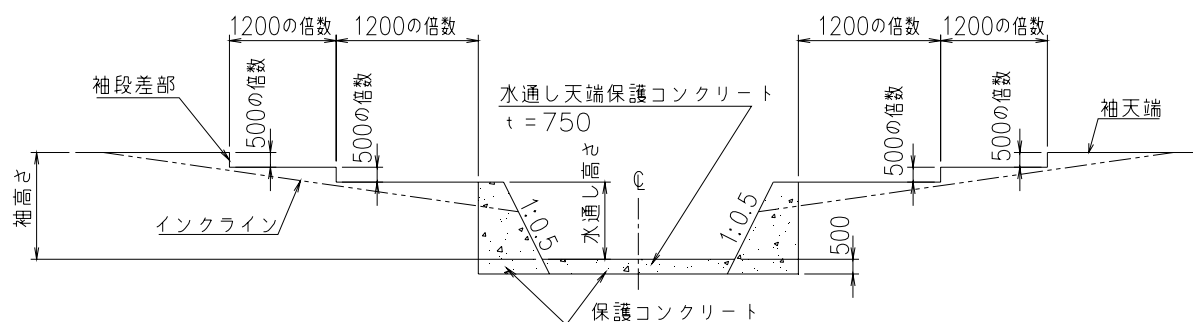 1200の倍数
1200の倍数
1200の倍数
1200の倍数
袖段差部
500の倍数
500の倍数
水通し天端保護コンクリート
t=750
500の倍数
500の倍数
袖天端
袖高さ
インクライン
1:0.5
水通し高さ
℄
1:0.5
500
保護コンクリート